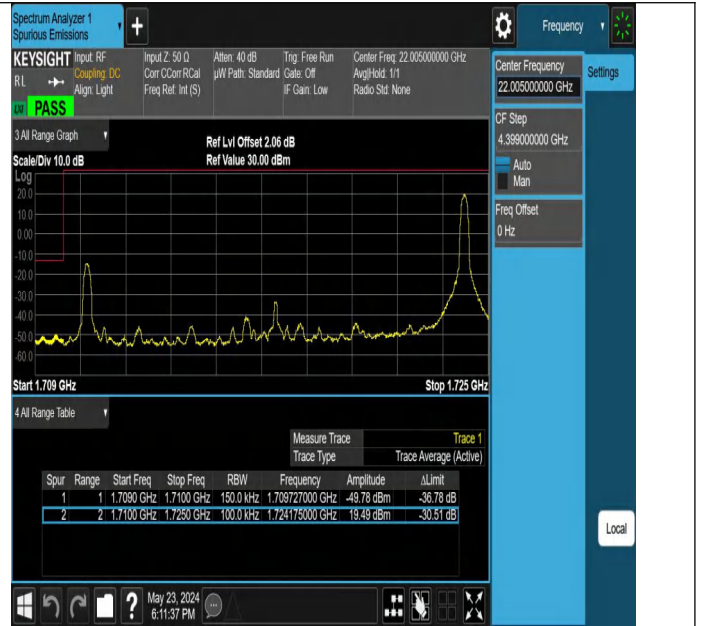 Spectrum Analyzer 1
Spurious Emissions
Frequency
KEYSIGHT
RL
Input: RF
Coupling: DC
Align: Light
Input Z: 50 Ω
Corr CCorr RCal
Freq Ref: Int (S)
Atten: 40 dB
µW Path: Standard
Trig: Free Run
Gate: Off
IF Gain: Low
Center Freq: 22.005000000 GHz
Avg|Hold: 1/1
Radio Std: None
LXI PASS
Center Frequency
22.005000000 GHz
Settings
CF Step
4.399000000 GHz
Auto
Man
Freq Offset
0 Hz
3 All Range Graph
Ref Lvl Offset 2.06 dB
Scale/Div 10.0 dB
Ref Value 30.00 dBm
Log
20.0
10.0
0.00
-10.0
-20.0
-30.0
-40.0
-50.0
-60.0
Start 1.709 GHz
Stop 1.725 GHz
4 All Range Table
Measure Trace Trace 1
Trace Type Trace Average (Active)
Spur Range Start Freq Stop Freq RBW Frequency Amplitude ΔLimit
1 1 1.7090 GHz 1.7100 GHz 150.0 kHz 1.709727000 GHz -49.78 dBm -36.78 dB
2 2 1.7100 GHz 1.7250 GHz 100.0 kHz 1.724175000 GHz 19.49 dBm -30.51 dB
Local
May 23, 2024
6:11:37 PM